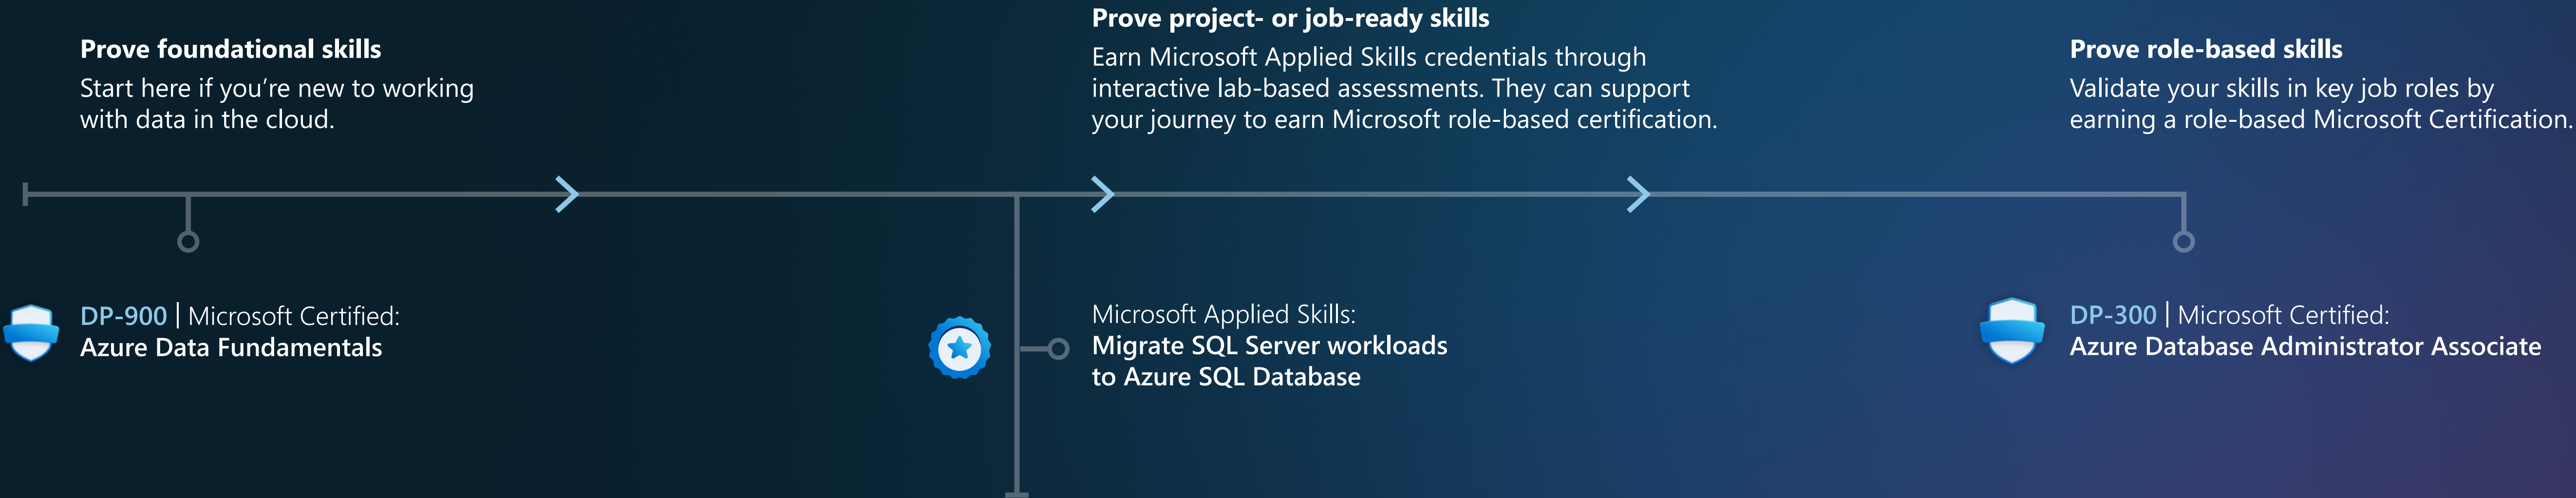 Prove foundational skills
Start here if you’re new to working
with data in the cloud.
Prove project- or job-ready skills
Earn Microsoft Applied Skills credentials through
interactive lab-based assessments. They can support
your journey to earn Microsoft role-based certification.
Prove role-based skills
Validate your skills in key job roles by
earning a role-based Microsoft Certification.
DP-900 | Microsoft Certified:
Azure Data Fundamentals
Microsoft Applied Skills:
Migrate SQL Server workloads
to Azure SQL Database
DP-300 | Microsoft Certified:
Azure Database Administrator Associate